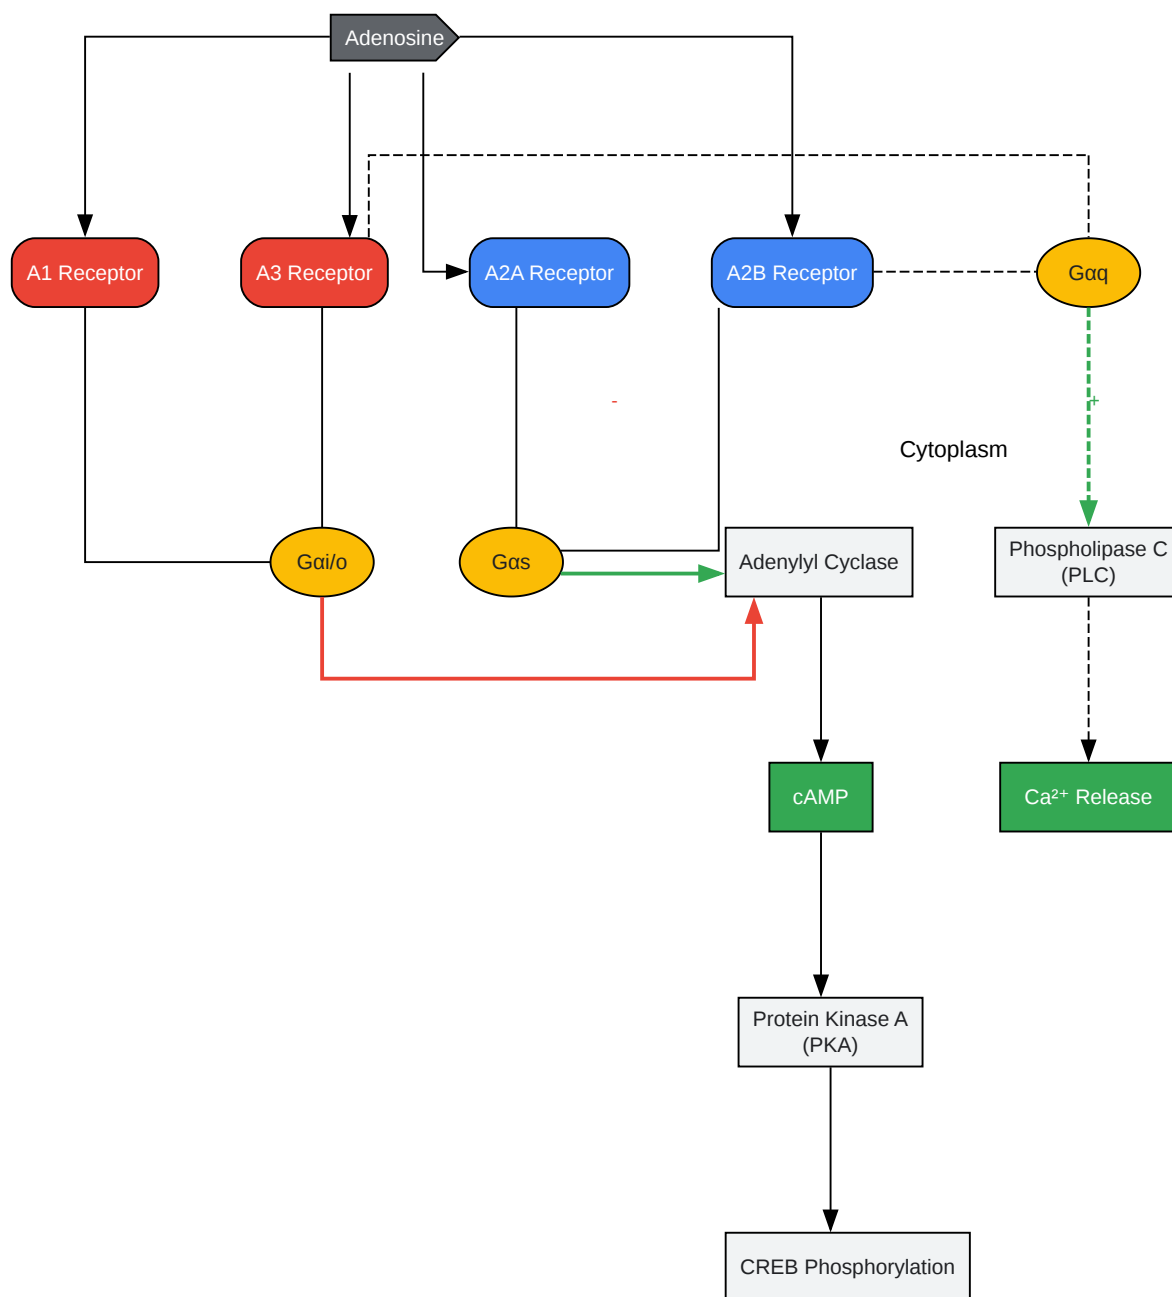 Adenosine
A1 Receptor
A3 Receptor
A2A Receptor
A2B Receptor
Gαq
-
+
Cytoplasm
Gαi/o
Gαs
Adenylyl Cyclase
Phospholipase C
(PLC)
cAMP
Ca²⁺ Release
Protein Kinase A
(PKA)
CREB Phosphorylation